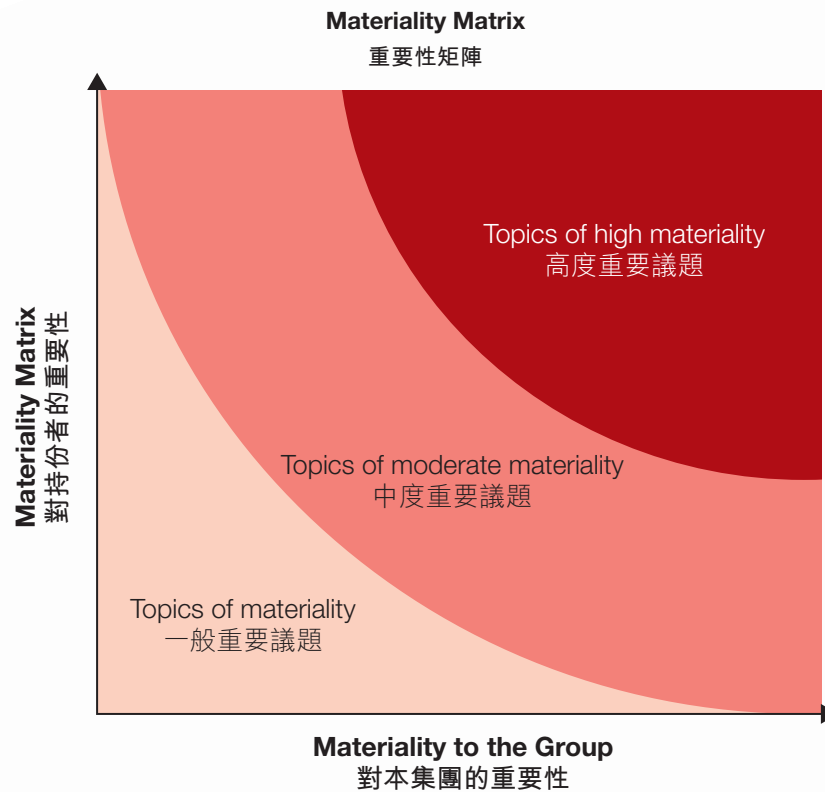 Materiality Matrix
重要性矩陣
Topics of high materiality
高度重要議題
Materiality Matrix
對持份者的重要性
Topics of moderate materiality
中度重要議題
Topics of materiality
一般重要議題
Materiality to the Group
對本集團的重要性